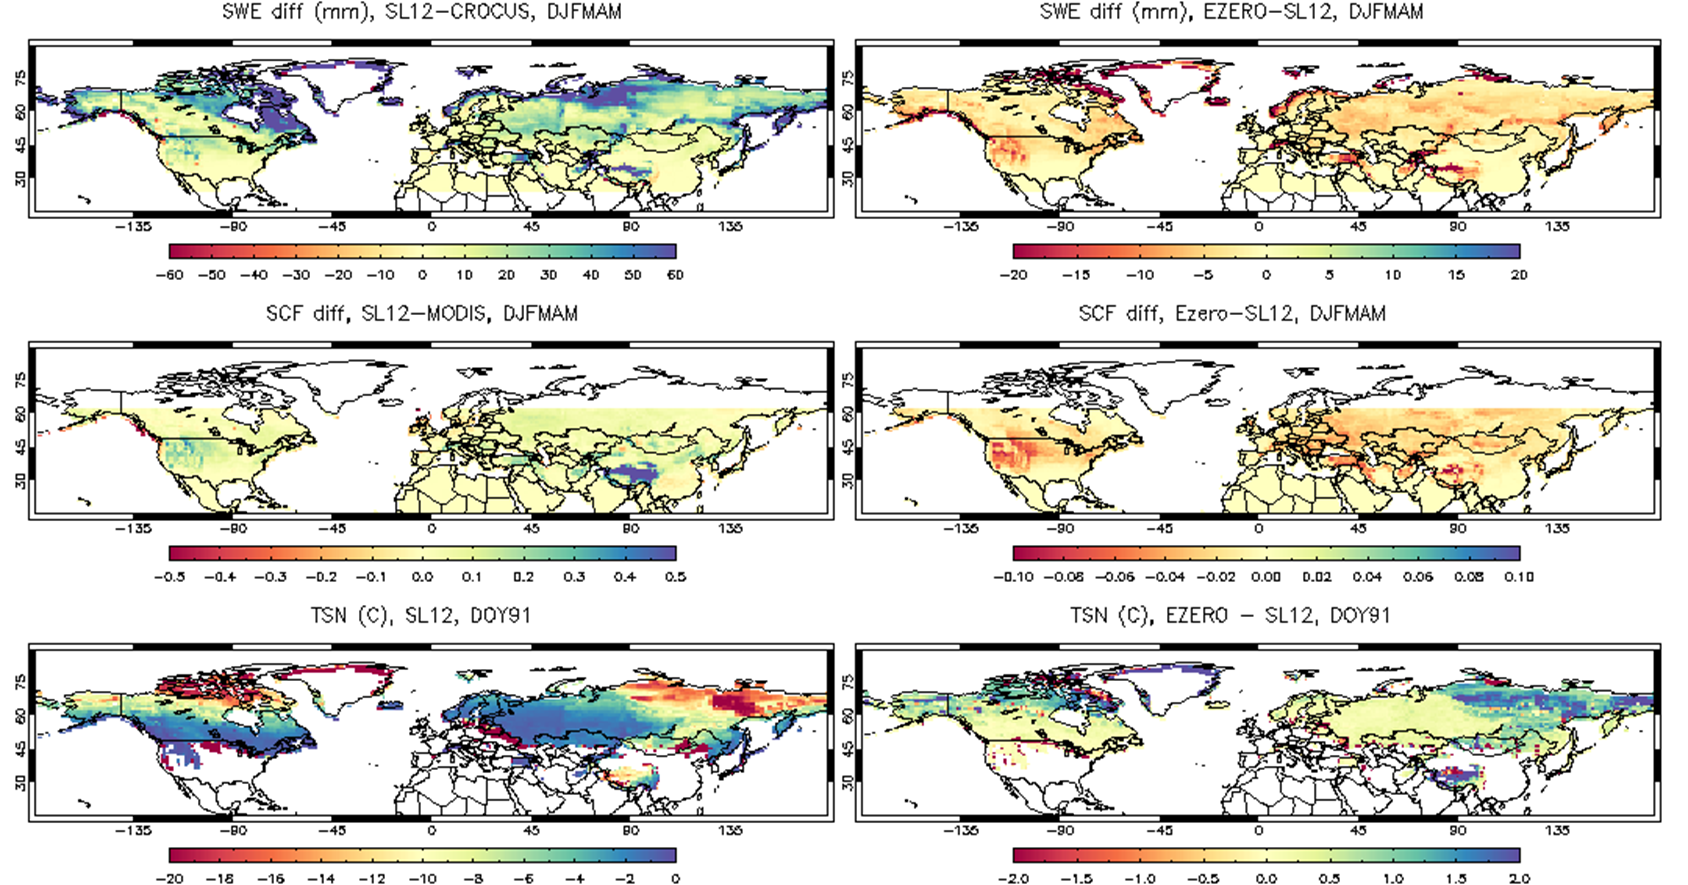 SWE diff (mm), SL12-CROCUS, DJFMAM
SWE diff (mm), EZERO-SL12, DJFMAM
75
60
45
30
-135 -80 -45 0 45 80 135
-60 -50 -40 -30 -20 -10 0 10 20 30 40 50 60
75
60
45
30
-135 -80 -45 0 45 90 135
-20 -15 -10 -5 0 5 10 15 20
SCF diff, SL12-MODIS, DJFMAM
SCF diff, Ezero-SL12, DJFMAM
75
60
45
30
-135 -80 -45 0 45 80 135
-0.5 -0.4 -0.3 -0.2 -0.1 0.0 0.1 0.2 0.3 0.4 0.5
75
60
45
30
-135 -80 -45 0 45 90 135
-0.10 -0.08 -0.06 -0.04 -0.02 0.00 0.02 0.04 0.06 0.08 0.10
TSN (C), SL12, DOY91
TSN (C), EZERO - SL12, DOY91
75
60
45
30
-135 -80 -45 0 45 80 135
-20 -18 -16 -14 -12 -10 -8 -6 -4 -2 0
75
60
45
30
-135 -80 -45 0 45 90 135
-2.0 -1.5 -1.0 -0.5 0.0 0.5 1.0 1.5 2.0